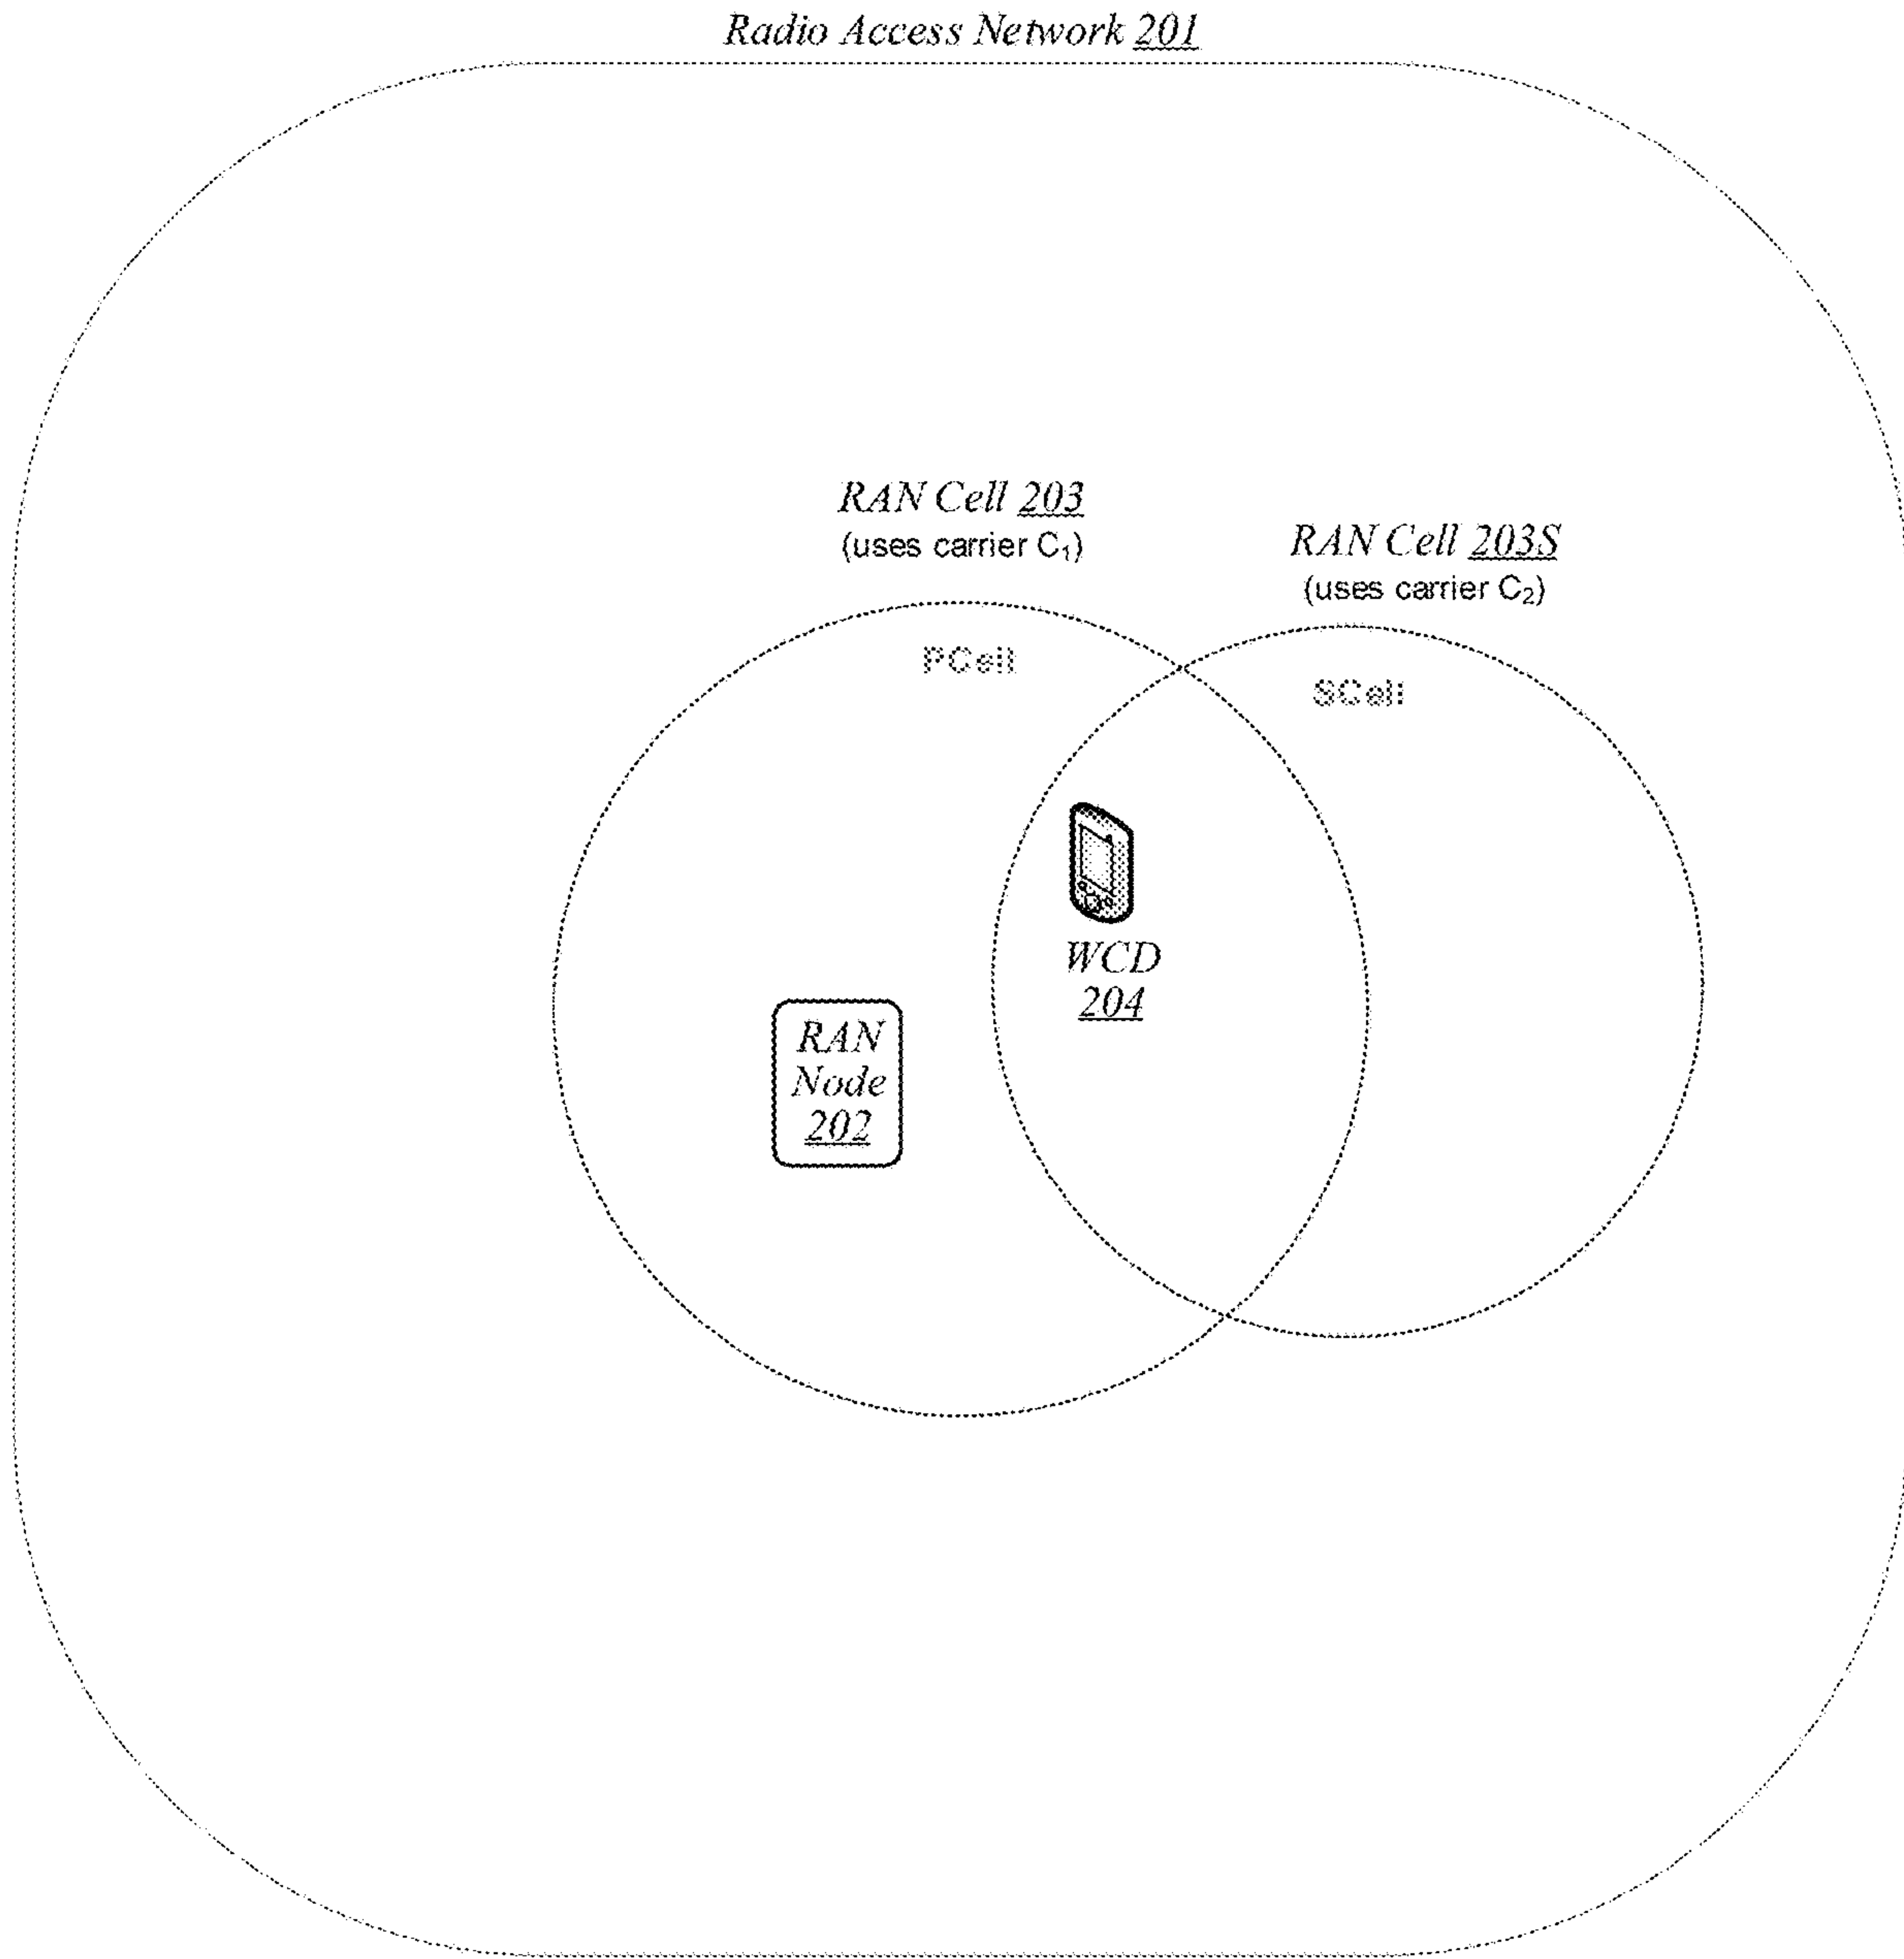 Radio Access Network 201
RAN Cell 203
(uses carrier C₁)
RAN Cell 203S
(uses carrier C₂)
PCell
SCell
WCD
204
RAN
Node
202